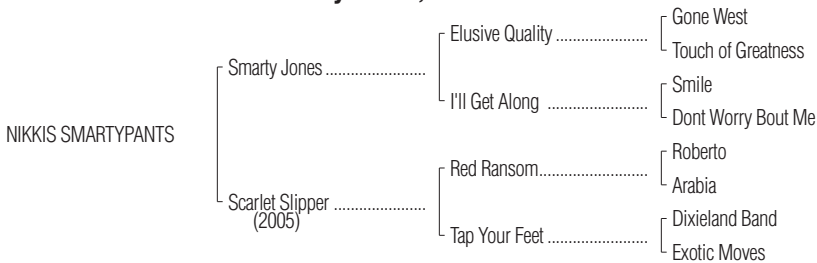 Gone West
Elusive Quality ......................
Touch of Greatness
Smarty Jones ........................
Smile
I'll Get Along ........................
Dont Worry Bout Me
NIKKIS SMARTYPANTS
Roberto
Red Ransom..........................
Arabia
Scarlet Slipper ......................
(2005)
Dixieland Band
Tap Your Feet ........................
Exotic Moves